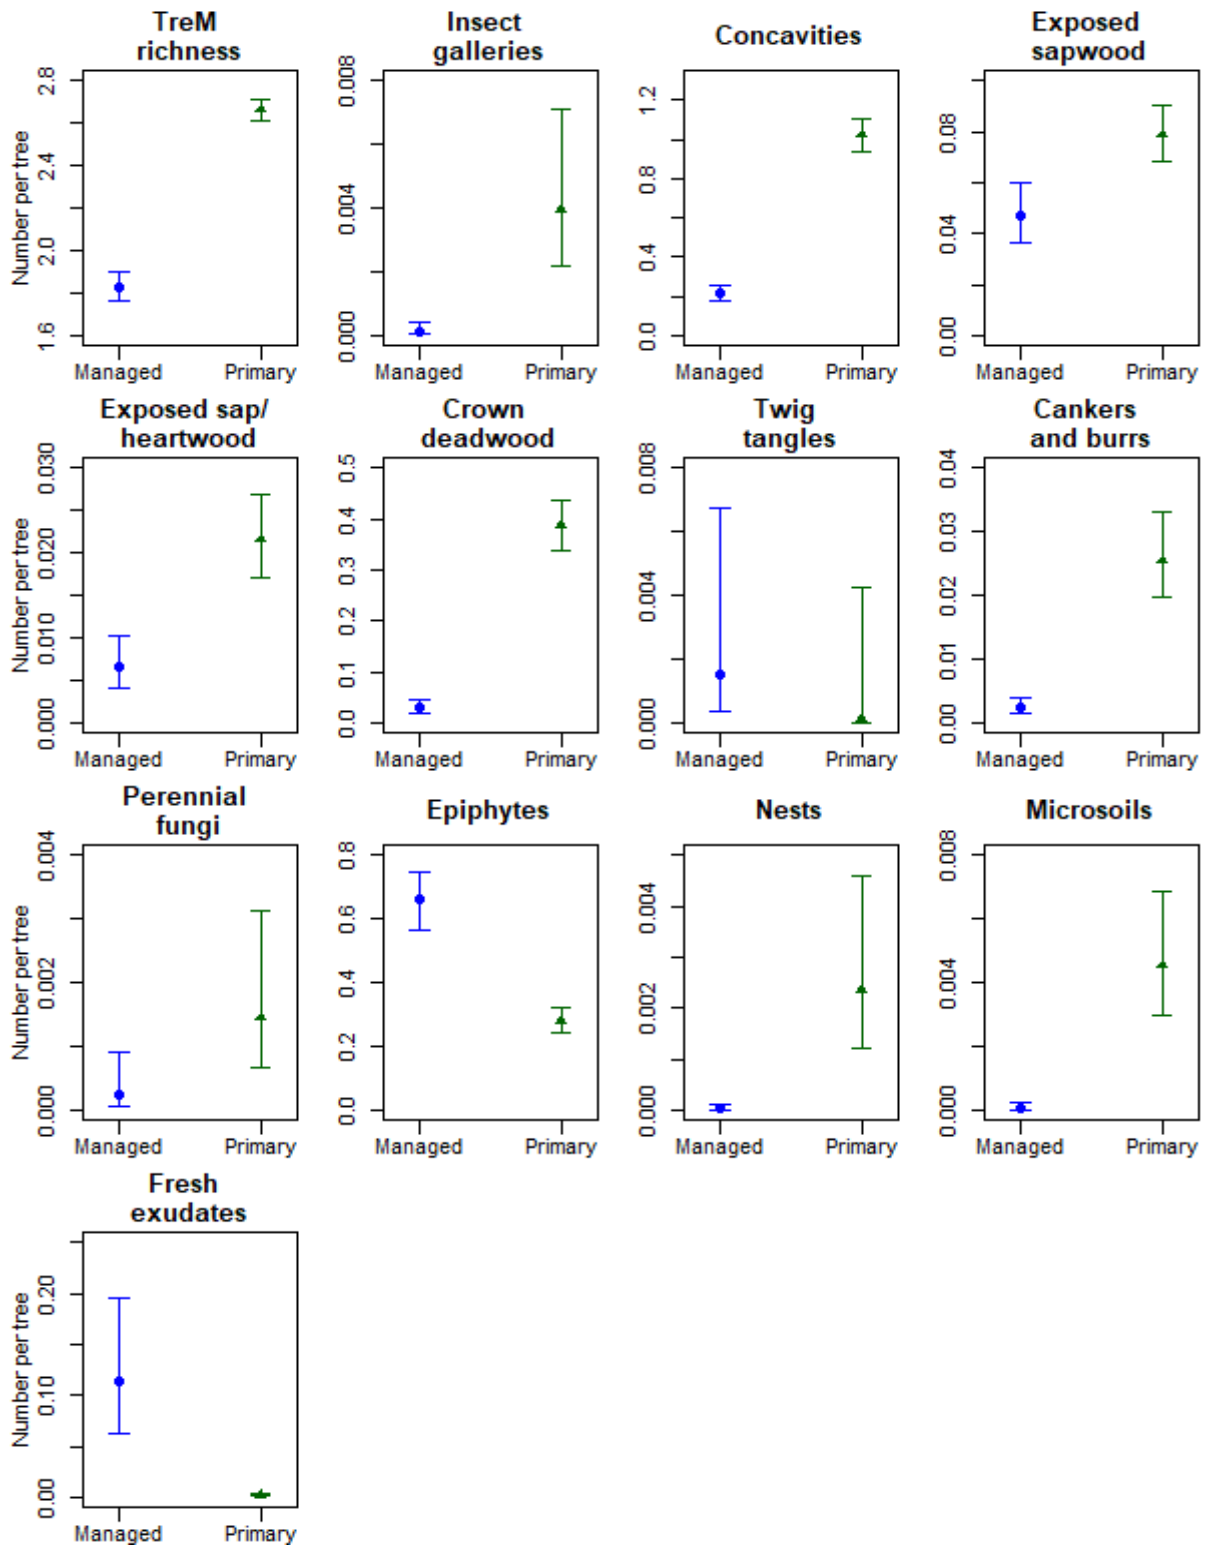 TreM
richness
Insect
galleries
Concavities
Exposed
sapwood
Number per tree
1.6 2.0 2.4 2.8
0.000 0.004 0.008
0.0 0.4 0.8 1.2
0.00 0.04 0.08
Managed Primary
Managed Primary
Managed Primary
Managed Primary
Exposed sap/
heartwood
Crown
deadwood
Twig
tangles
Cankers
and burrs
Number per tree
0.000 0.010 0.020 0.030
0.0 0.1 0.2 0.3 0.4 0.5
0.000 0.004 0.008
0.00 0.01 0.02 0.03 0.04
Managed Primary
Managed Primary
Managed Primary
Managed Primary
Perennial
fungi
Epiphytes
Nests
Microsoils
Number per tree
0.000 0.002 0.004
0.0 0.2 0.4 0.6 0.8
0.000 0.002 0.004
0.000 0.004 0.008
Managed Primary
Managed Primary
Managed Primary
Managed Primary
Fresh
exudates
Number per tree
0.00 0.10 0.20
Managed Primary